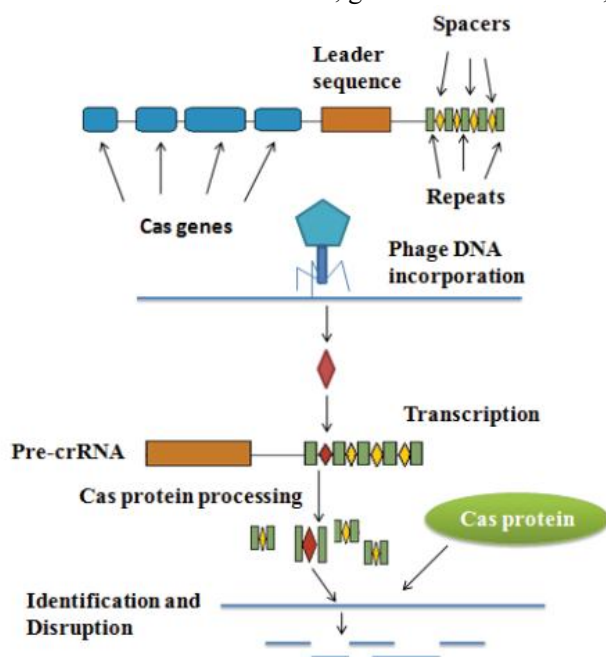 Spacers
Leader
sequence
Repeats
Cas genes
Phage DNA
incorporation
Transcription
Pre-crRNA
Cas protein processing
Cas protein
Identification and
Disruption